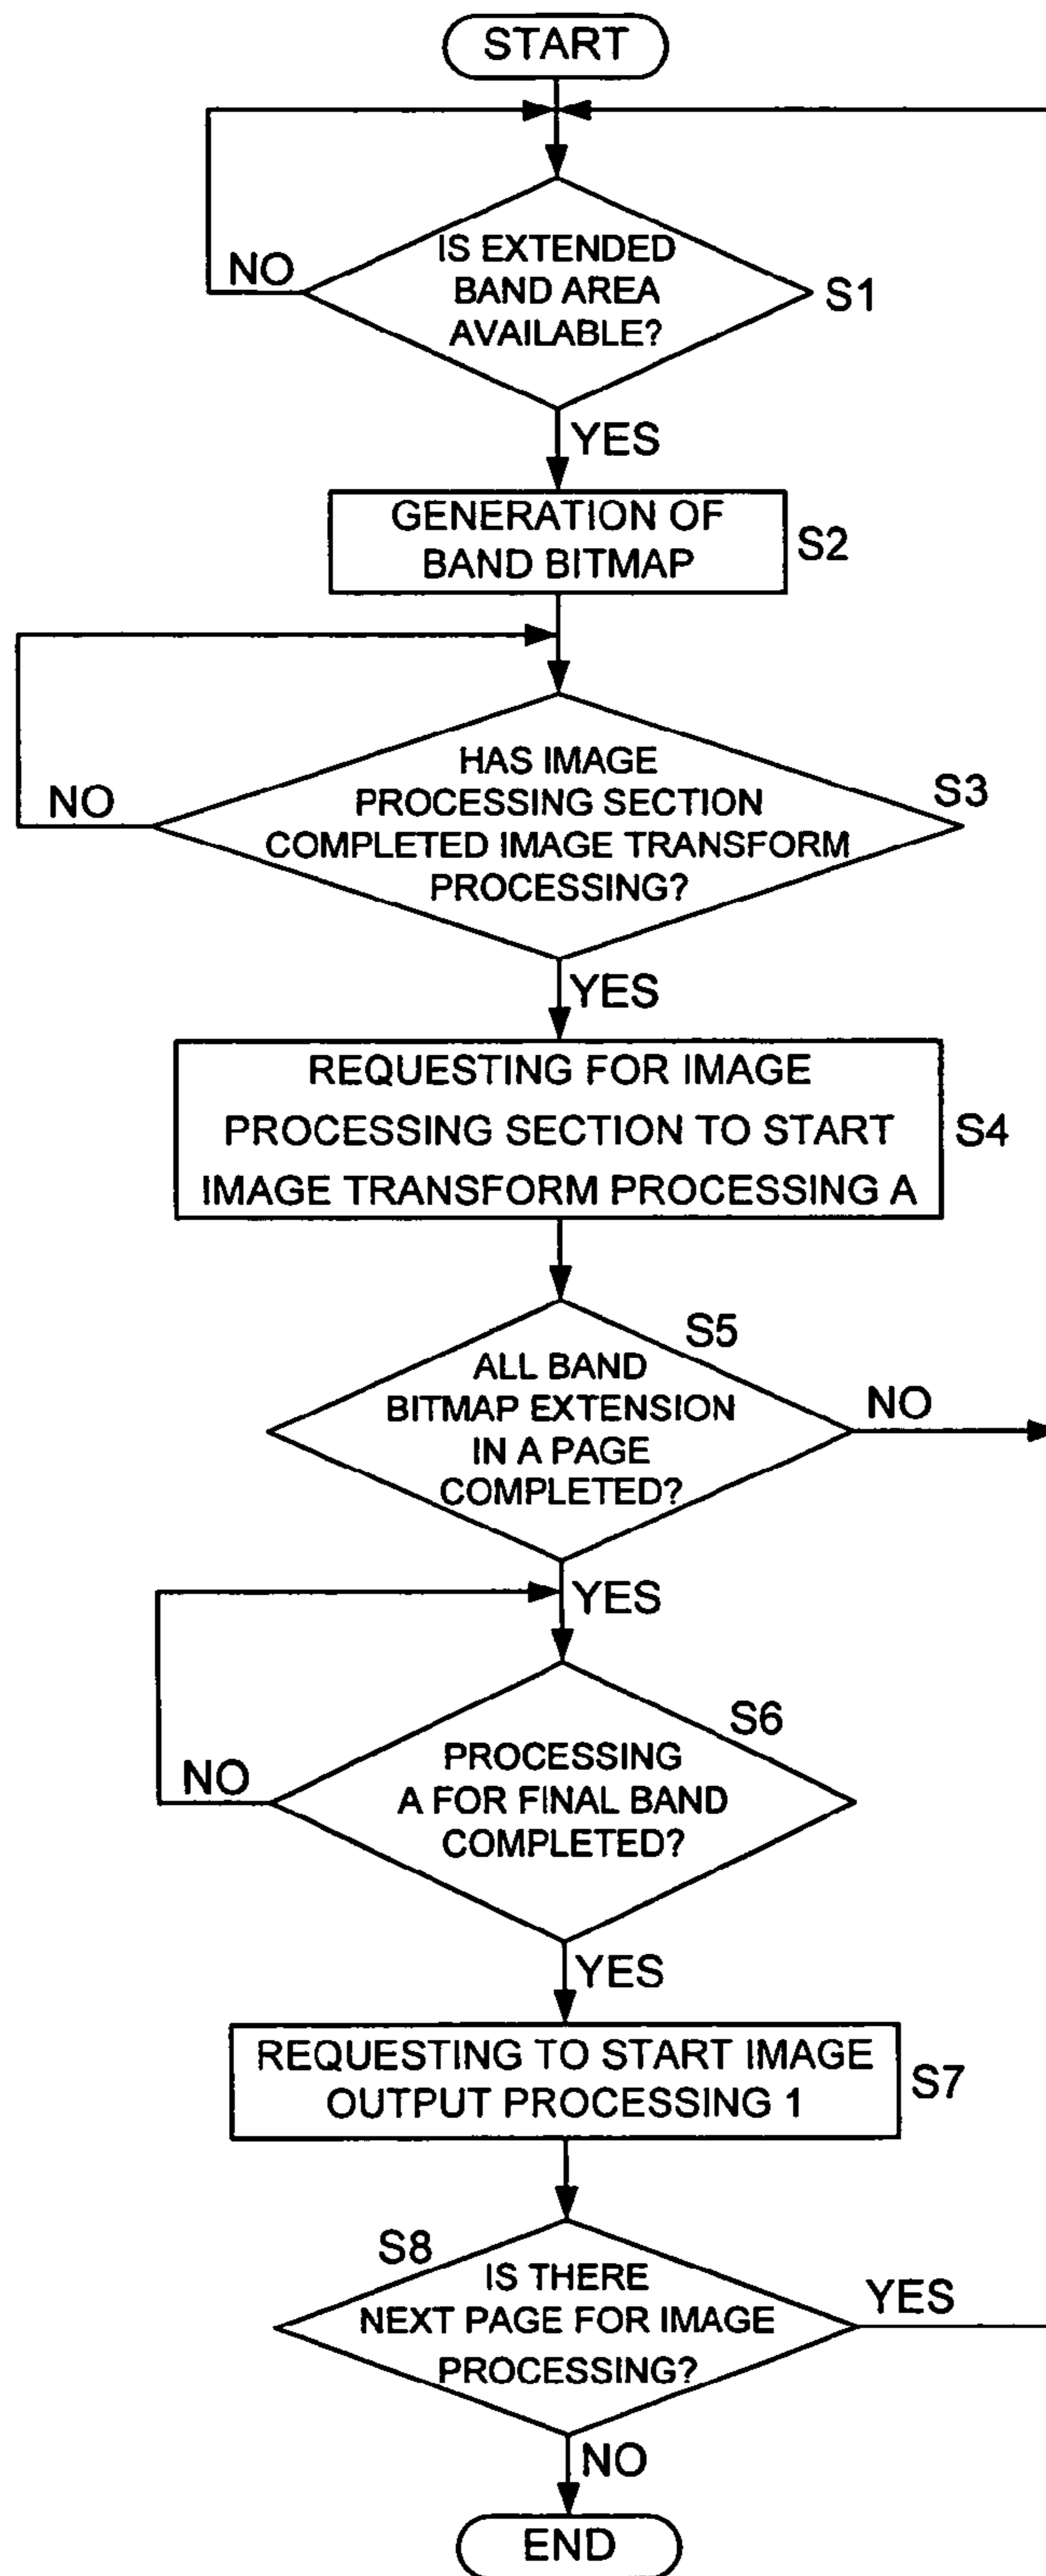 START
IS EXTENDED
BAND AREA
AVAILABLE?
NO
S1
YES
GENERATION OF
BAND BITMAP
S2
HAS IMAGE
PROCESSING SECTION
COMPLETED IMAGE TRANSFORM
PROCESSING?
NO
S3
YES
REQUESTING FOR IMAGE
PROCESSING SECTION TO START
IMAGE TRANSFORM PROCESSING A
S4
S5
ALL BAND
BITMAP EXTENSION
IN A PAGE
COMPLETED?
NO
YES
S6
PROCESSING
A FOR FINAL BAND
COMPLETED?
NO
YES
REQUESTING TO START IMAGE
OUTPUT PROCESSING 1
S7
S8
IS THERE
NEXT PAGE FOR IMAGE
PROCESSING?
YES
NO
END